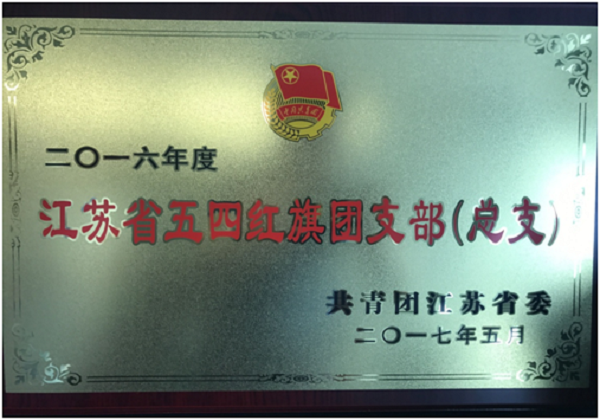 二〇一六年度
江苏省五四红旗团支部(总支)
共青团江苏省委
二〇一七年五月